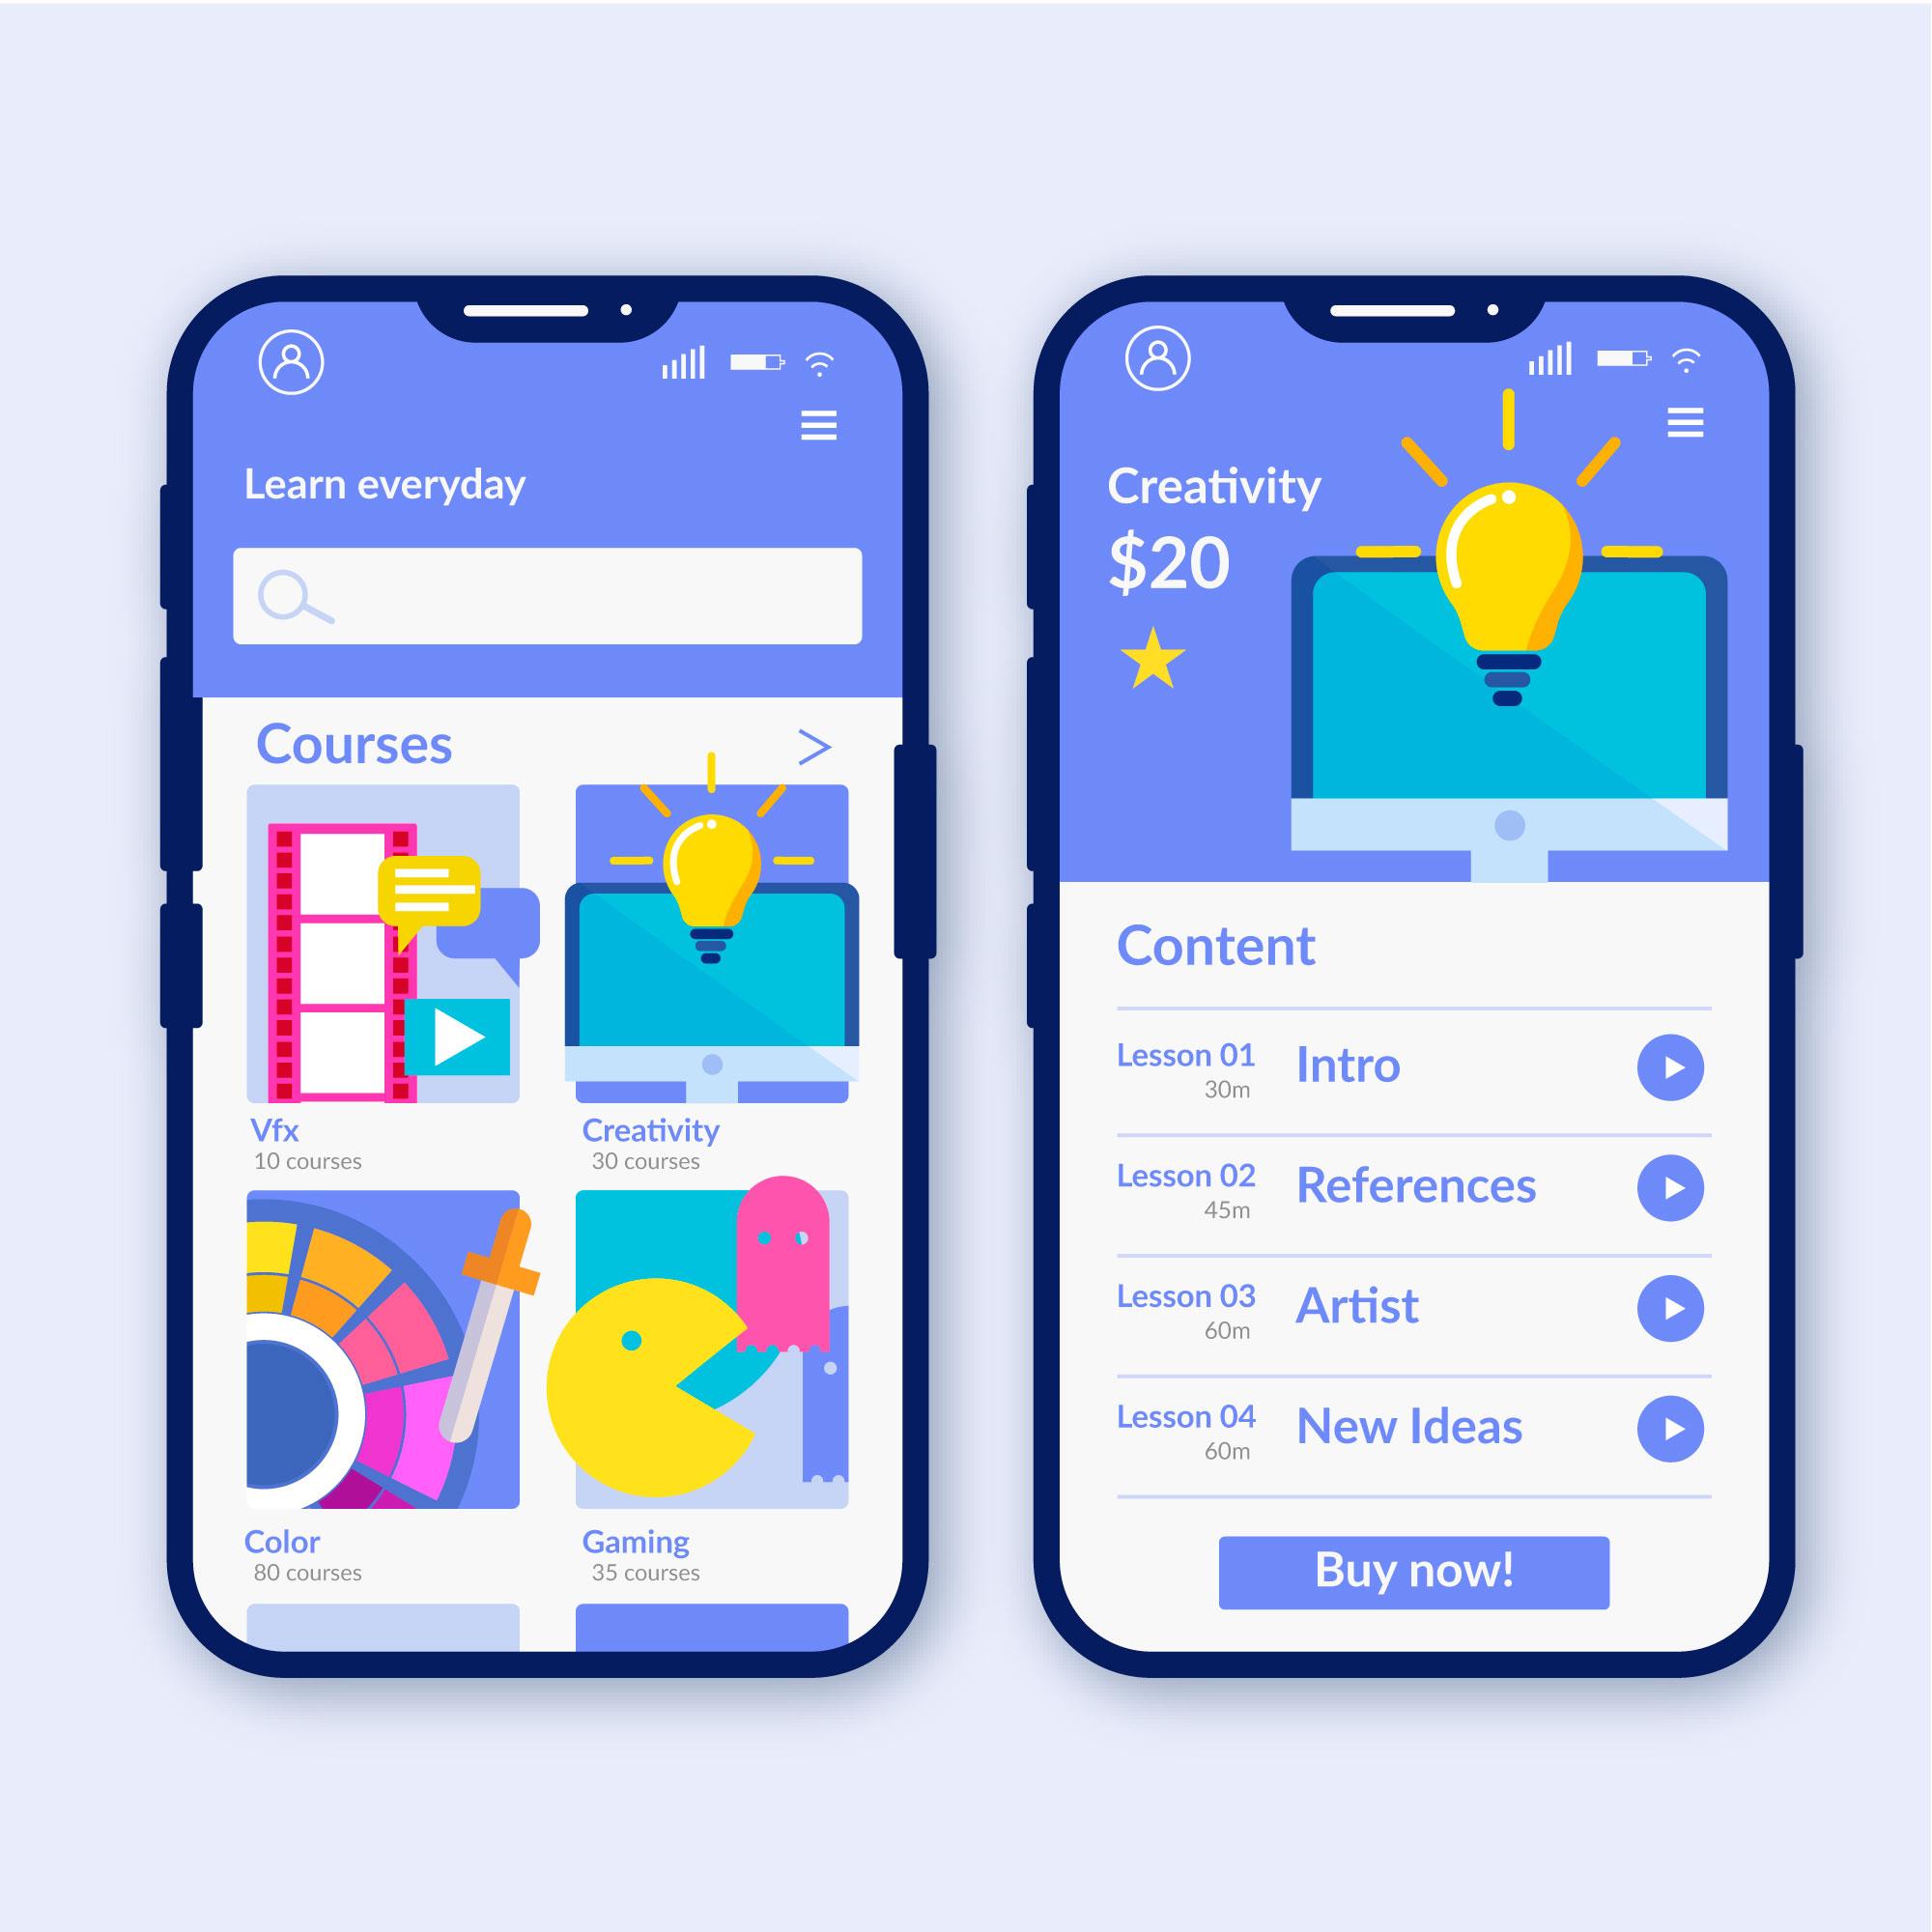 Learn everyday
Courses
Vfx
10 courses
Creativity
30 courses
Color
80 courses
Gaming
35 courses
Creativity
$20
Content
Lesson 01
30m
Intro
Lesson 02
45m
References
Lesson 03
60m
Artist
Lesson 04
60m
New Ideas
Buy now!